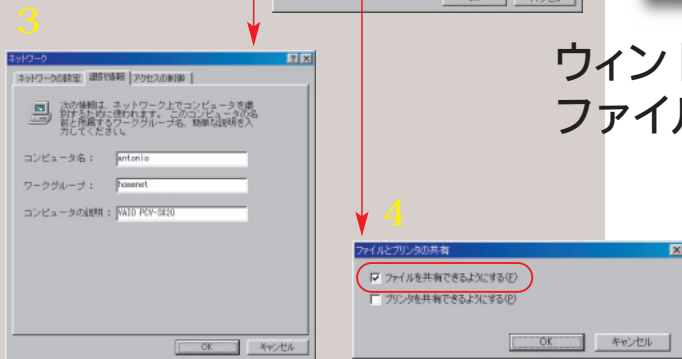 3
ネットワーク
ネットワークの設定 識別情報 アクセスの制御
次の情報は、ネットワーク上でコンピュータを識
別するために使われます。このコンピュータの名
前と所属するワークグループ名、簡単な説明を入
力してください。
コンピュータ名：
antonio
ワークグループ：
homenet
コンピュータの説明：
VAIO PCV-S620
OK キャンセル
ウィン
ファイル
4
ファイルとプリンタの共有
ファイルを共有できるようにする(F)
プリンタを共有できるようにする(P)
OK キャンセル